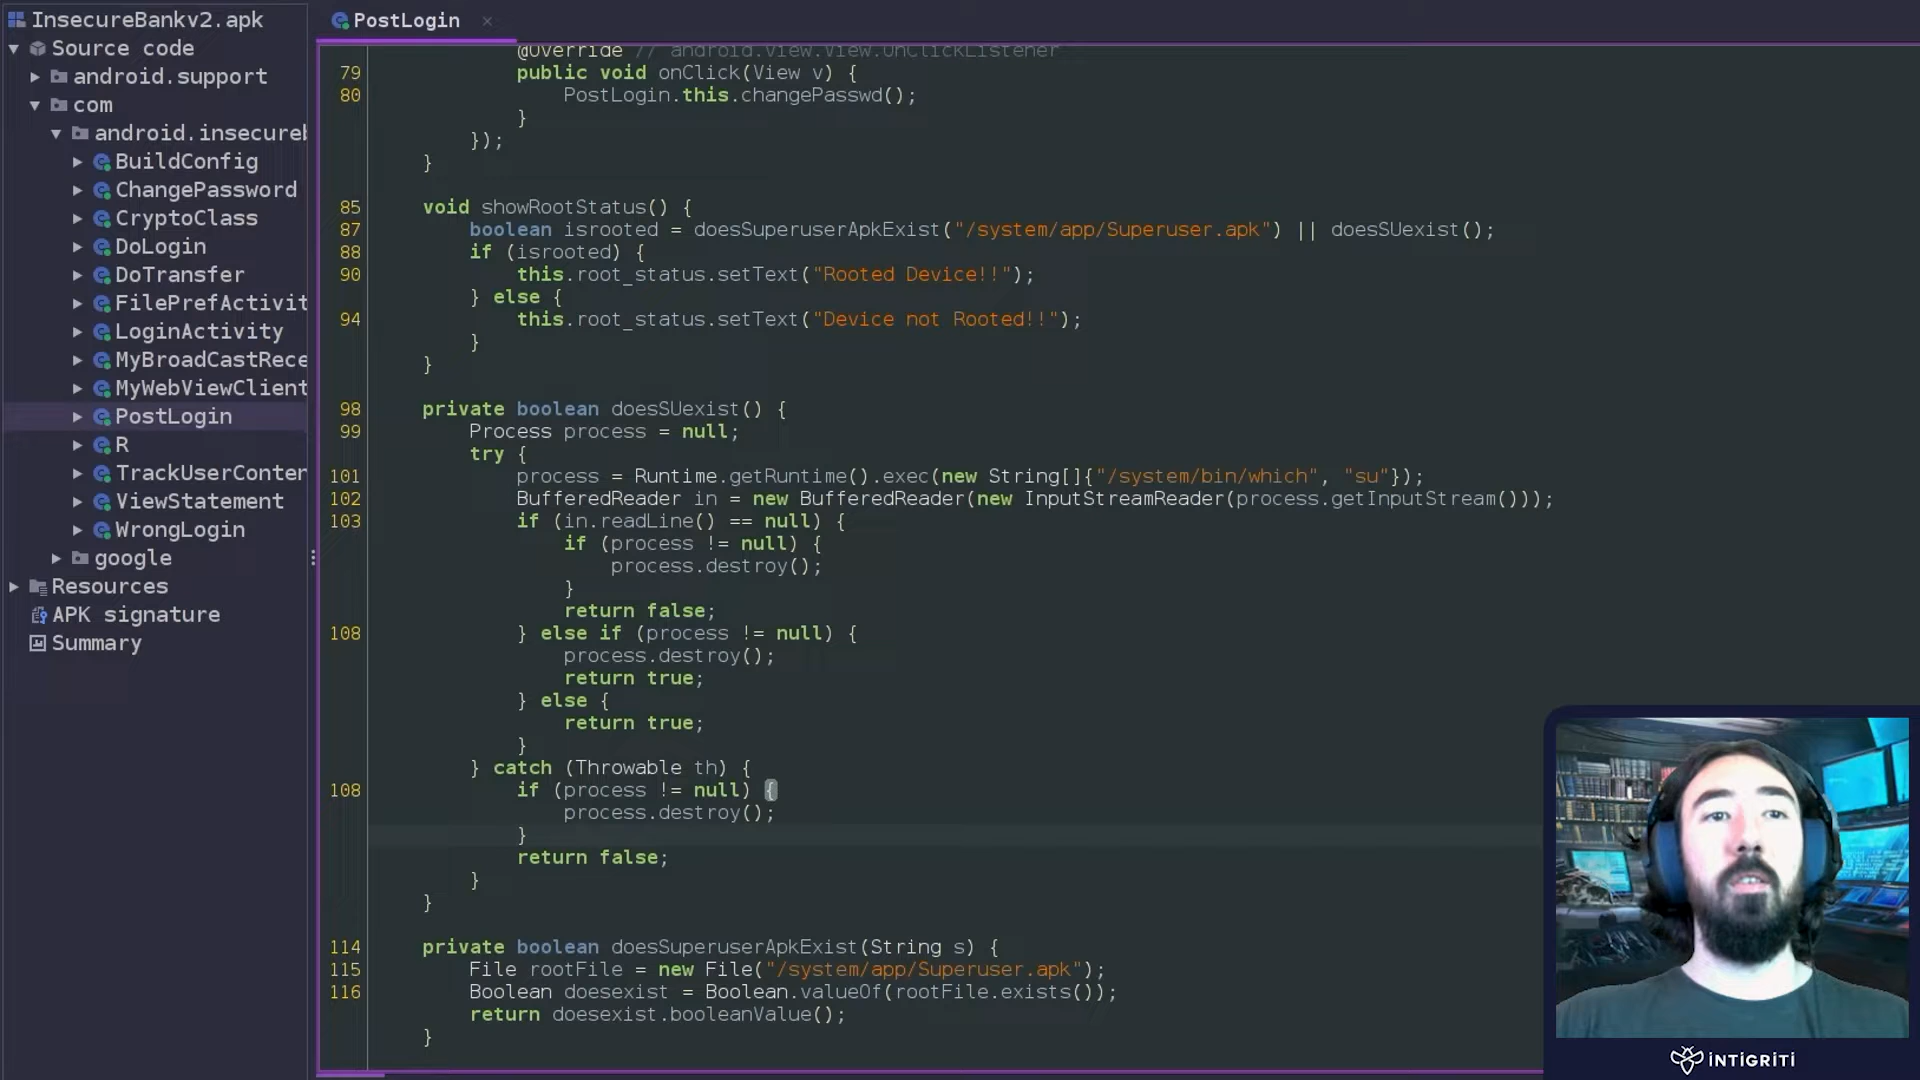 InsecureBankv2.apk
Source code
android.support
com
android.insecureb
BuildConfig
ChangePassword
CryptoClass
DoLogin
DoTransfer
FilePrefActivit
LoginActivity
MyBroadCastRece
MyWebViewClient
PostLogin
R
TrackUserConten
ViewStatement
WrongLogin
google
Resources
APK signature
Summary
PostLogin ×
@Override // android.view.View.OnClickListener
79 public void onClick(View v) {
80 PostLogin.this.changePasswd();
}
});
}
85 void showRootStatus() {
87 boolean isrooted = doesSuperuserApkExist("/system/app/Superuser.apk") || doesSUexist();
88 if (isrooted) {
90 this.root_status.setText("Rooted Device!!");
} else {
94 this.root_status.setText("Device not Rooted!!");
}
}
98 private boolean doesSUexist() {
99 Process process = null;
try {
101 process = Runtime.getRuntime().exec(new String[]{"/system/bin/which", "su"});
102 BufferedReader in = new BufferedReader(new InputStreamReader(process.getInputStream()));
103 if (in.readLine() == null) {
if (process != null) {
process.destroy();
}
return false;
108 } else if (process != null) {
process.destroy();
return true;
} else {
return true;
}
} catch (Throwable th) {
108 if (process != null) {
process.destroy();
}
return false;
}
}
114 private boolean doesSuperuserApkExist(String s) {
115 File rootFile = new File("/system/app/Superuser.apk");
116 Boolean doesexist = Boolean.valueOf(rootFile.exists());
return doesexist.booleanValue();
}
INTIGRITI